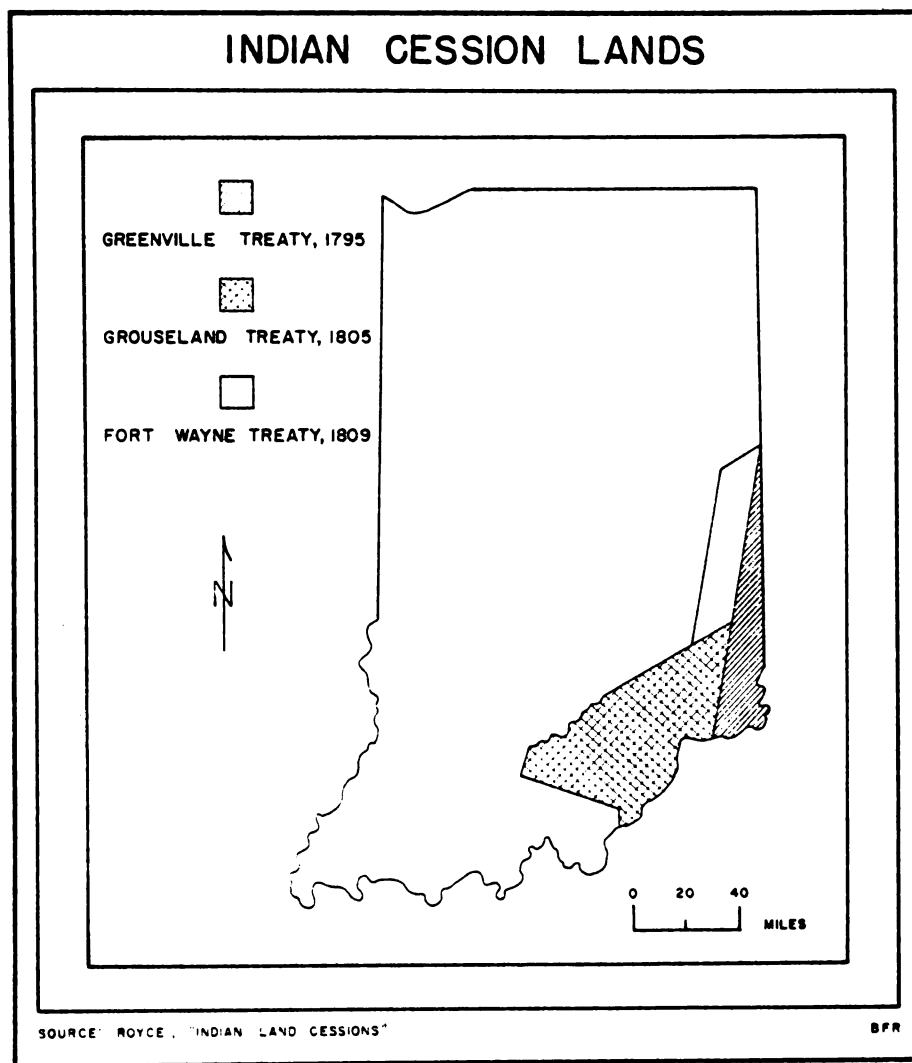 INDIAN CESSION LANDS
GREENVILLE TREATY, 1795
GROUSELAND TREATY, 1805
FORT WAYNE TREATY, 1809
N
0 20 40
MILES
SOURCE: ROYCE, "INDIAN LAND CESSIONS"
BFR